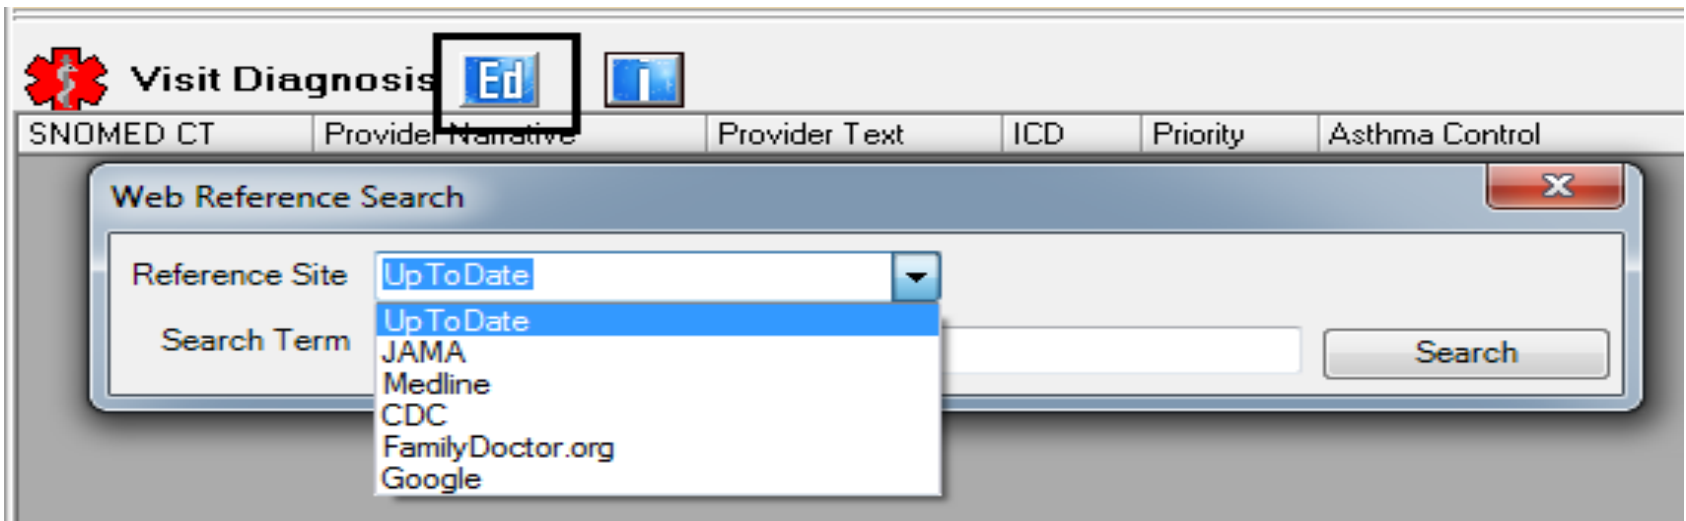 Visit Diagnosis Ed i
SNOMED CT Provider Narrative Provider Text ICD Priority Asthma Control
Web Reference Search x
Reference Site UpToDate
UpToDate
Search Term Search
JAMA
Medline
CDC
FamilyDoctor.org
Google